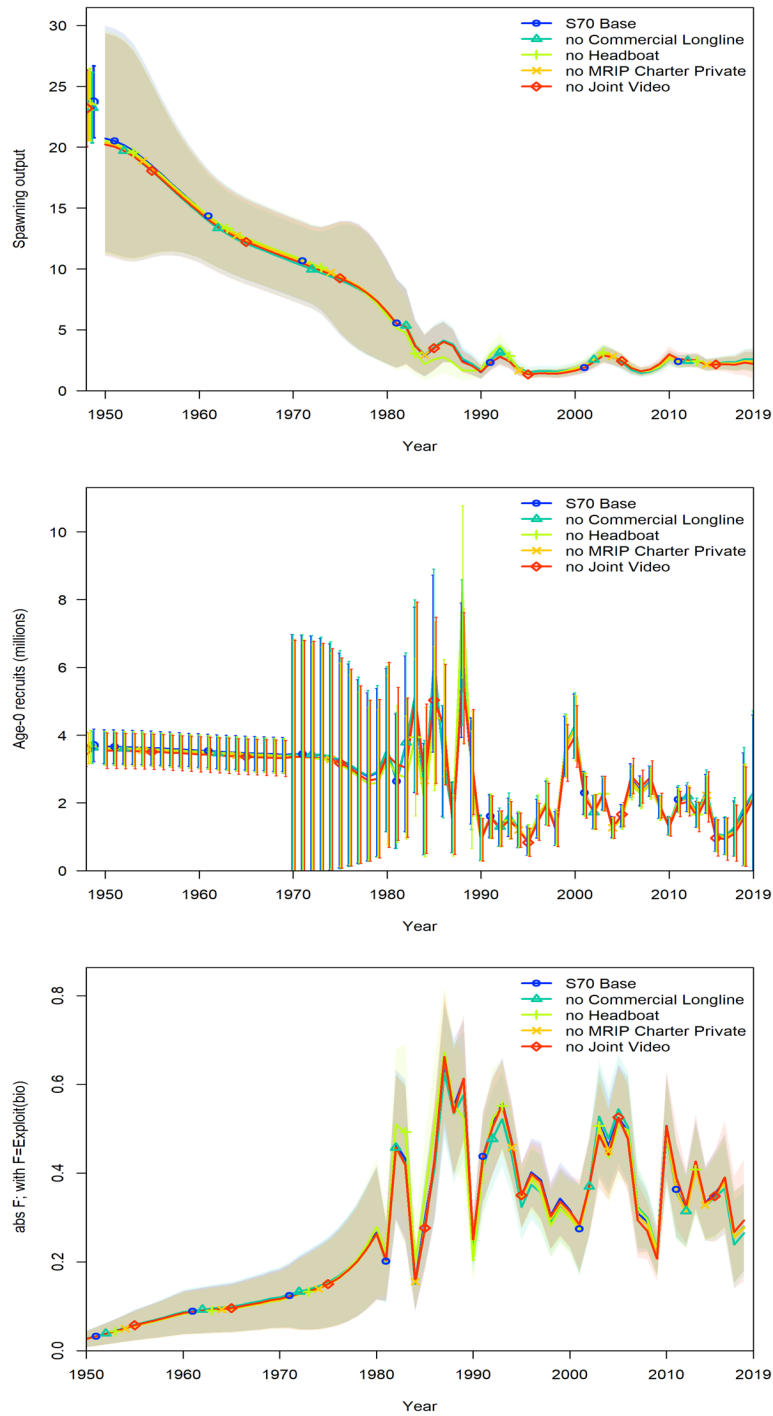 S70 Base
no Commercial Longline
no Headboat
no MRIP Charter Private
no Joint Video
Spawning output
30
25
20
15
10
5
0
1950 1960 1970 1980 1990 2000 2010 2019
Year
S70 Base
no Commercial Longline
no Headboat
no MRIP Charter Private
no Joint Video
Age-0 recruits (millions)
10
8
6
4
2
0
1950 1960 1970 1980 1990 2000 2010 2019
Year
S70 Base
no Commercial Longline
no Headboat
no MRIP Charter Private
no Joint Video
abs F; with F=Exploit(bio)
0.8
0.6
0.4
0.2
0.0
1950 1960 1970 1980 1990 2000 2010 2019
Year